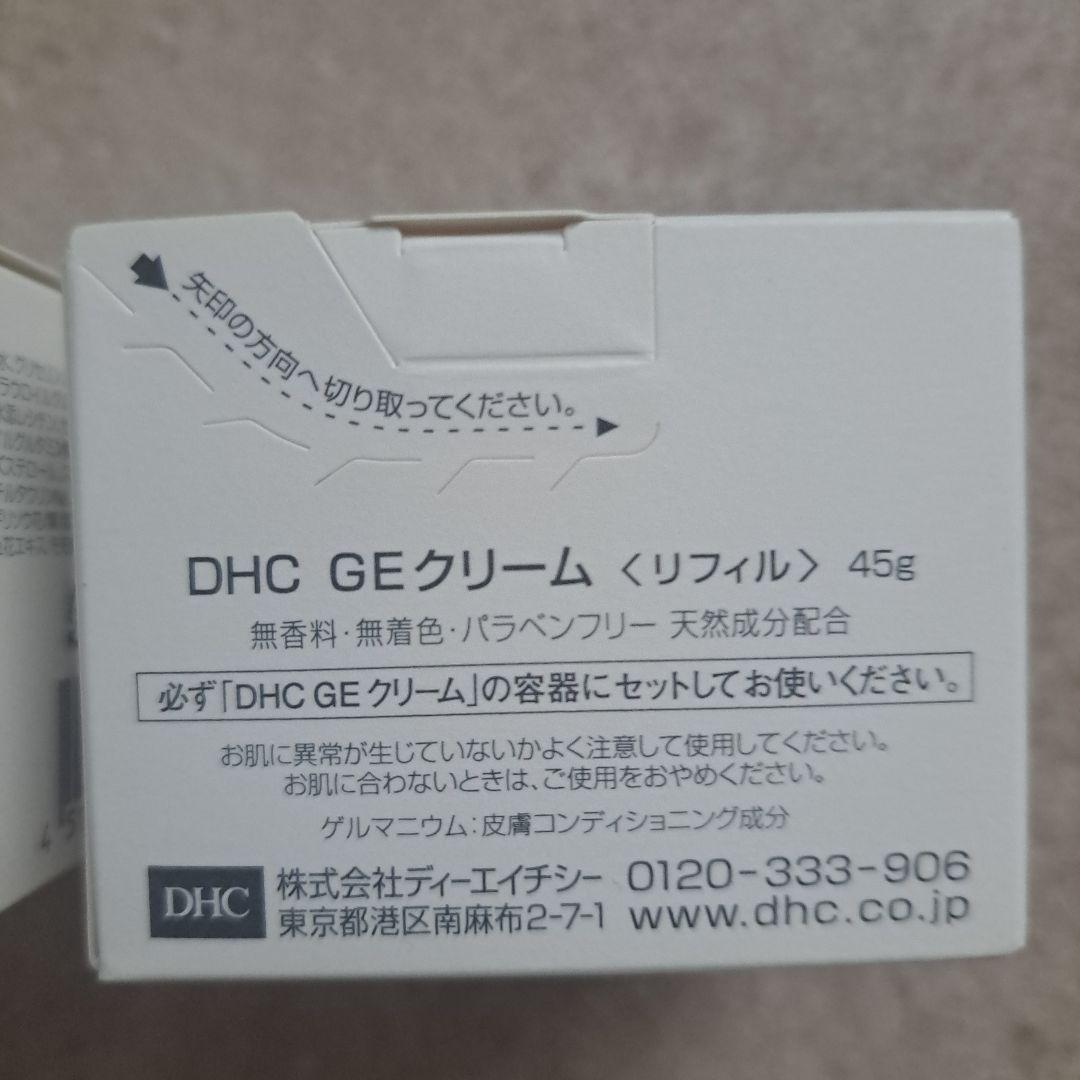 矢印の方向へ切り取ってください。
DHC GEクリーム〈リフィル〉 45g
無香料・無着色・パラベンフリー 天然成分配合
必ず「DHC GEクリーム」の容器にセットしてお使いください。
お肌に異常が生じていないかよく注意して使用してください。
お肌に合わないときは、ご使用をおやめください。
ゲルマニウム:皮膚コンディショニング成分
DHC
株式会社ディーエイチシー 0120-333-906
東京都港区南麻布2-7-1 www.dhc.co.jp